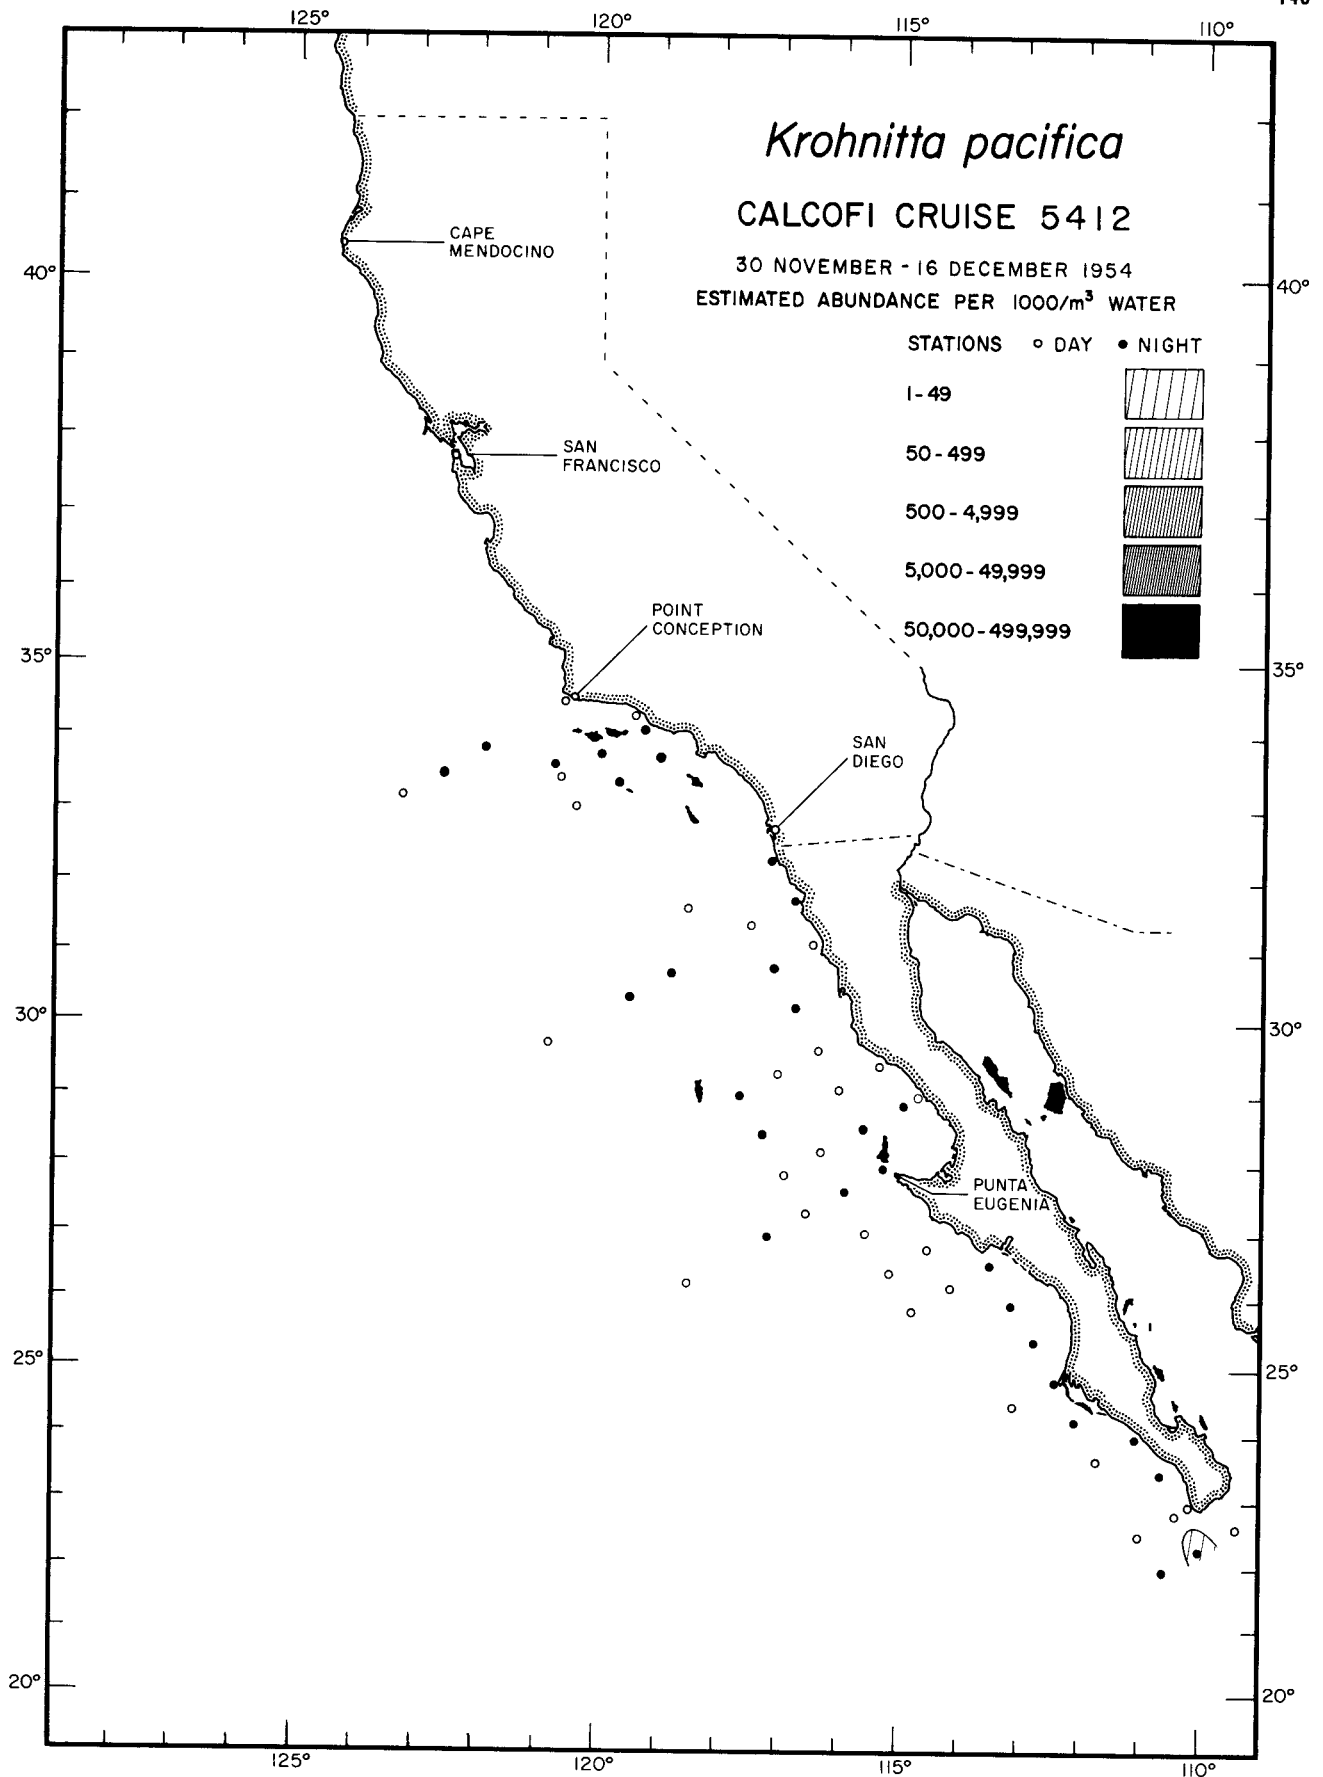 125°
120°
115°
110°
Krohnitta pacifica
CALCOFI CRUISE 5412
30 NOVEMBER - 16 DECEMBER 1954
ESTIMATED ABUNDANCE PER 1000/m³ WATER
STATIONS ○ DAY ● NIGHT
1-49
50-499
500-4,999
5,000-49,999
50,000-499,999
CAPE
MENDOCINO
40°
40°
SAN
FRANCISCO
POINT
CONCEPTION
35°
35°
SAN
DIEGO
30°
30°
PUNTA
EUGENIA
25°
25°
20°
20°
125°
120°
115°
110°